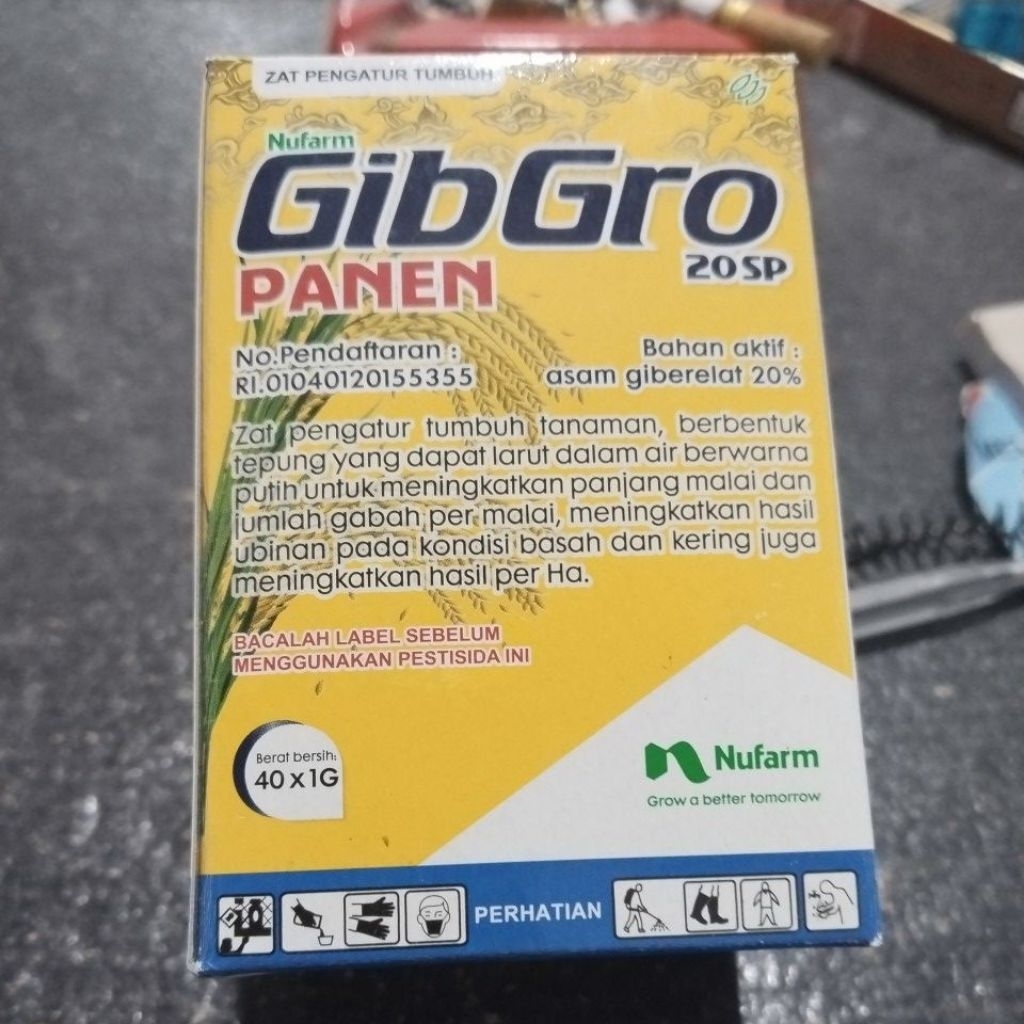 ZAT PENGATUR TUMBUH
Nufarm
GibGro
PANEN
20 SP
No.Pendaftaran :
RI.01040120155355
Bahan aktif :
asam giberelat 20%
Zat pengatur tumbuh tanaman, berbentuk
tepung yang dapat larut dalam air berwarna
putih untuk meningkatkan panjang malai dan
jumlah gabah per malai, meningkatkan hasil
ubinan pada kondisi basah dan kering juga
meningkatkan hasil per Ha.
BACALAH LABEL SEBELUM
MENGGUNAKAN PESTISIDA INI
Berat bersih:
40 x 1G
Nufarm
Grow a better tomorrow
PERHATIAN